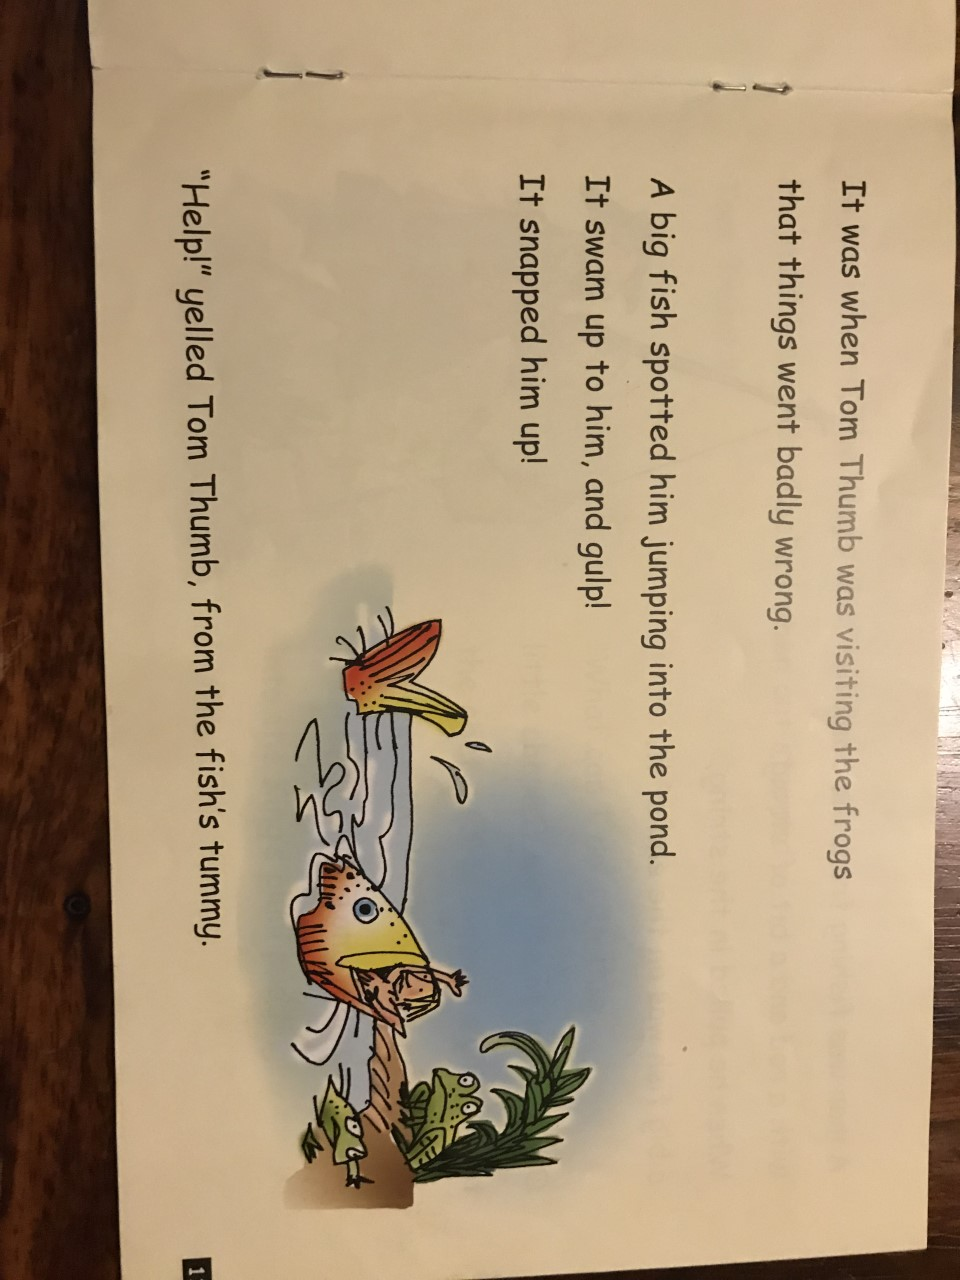 It was when Tom Thumb was visiting the frogs
that things went badly wrong.
A big fish spotted him jumping into the pond.
It swam up to him, and gulp!
It snapped him up!
"Help!" yelled Tom Thumb, from the fish's tummy.